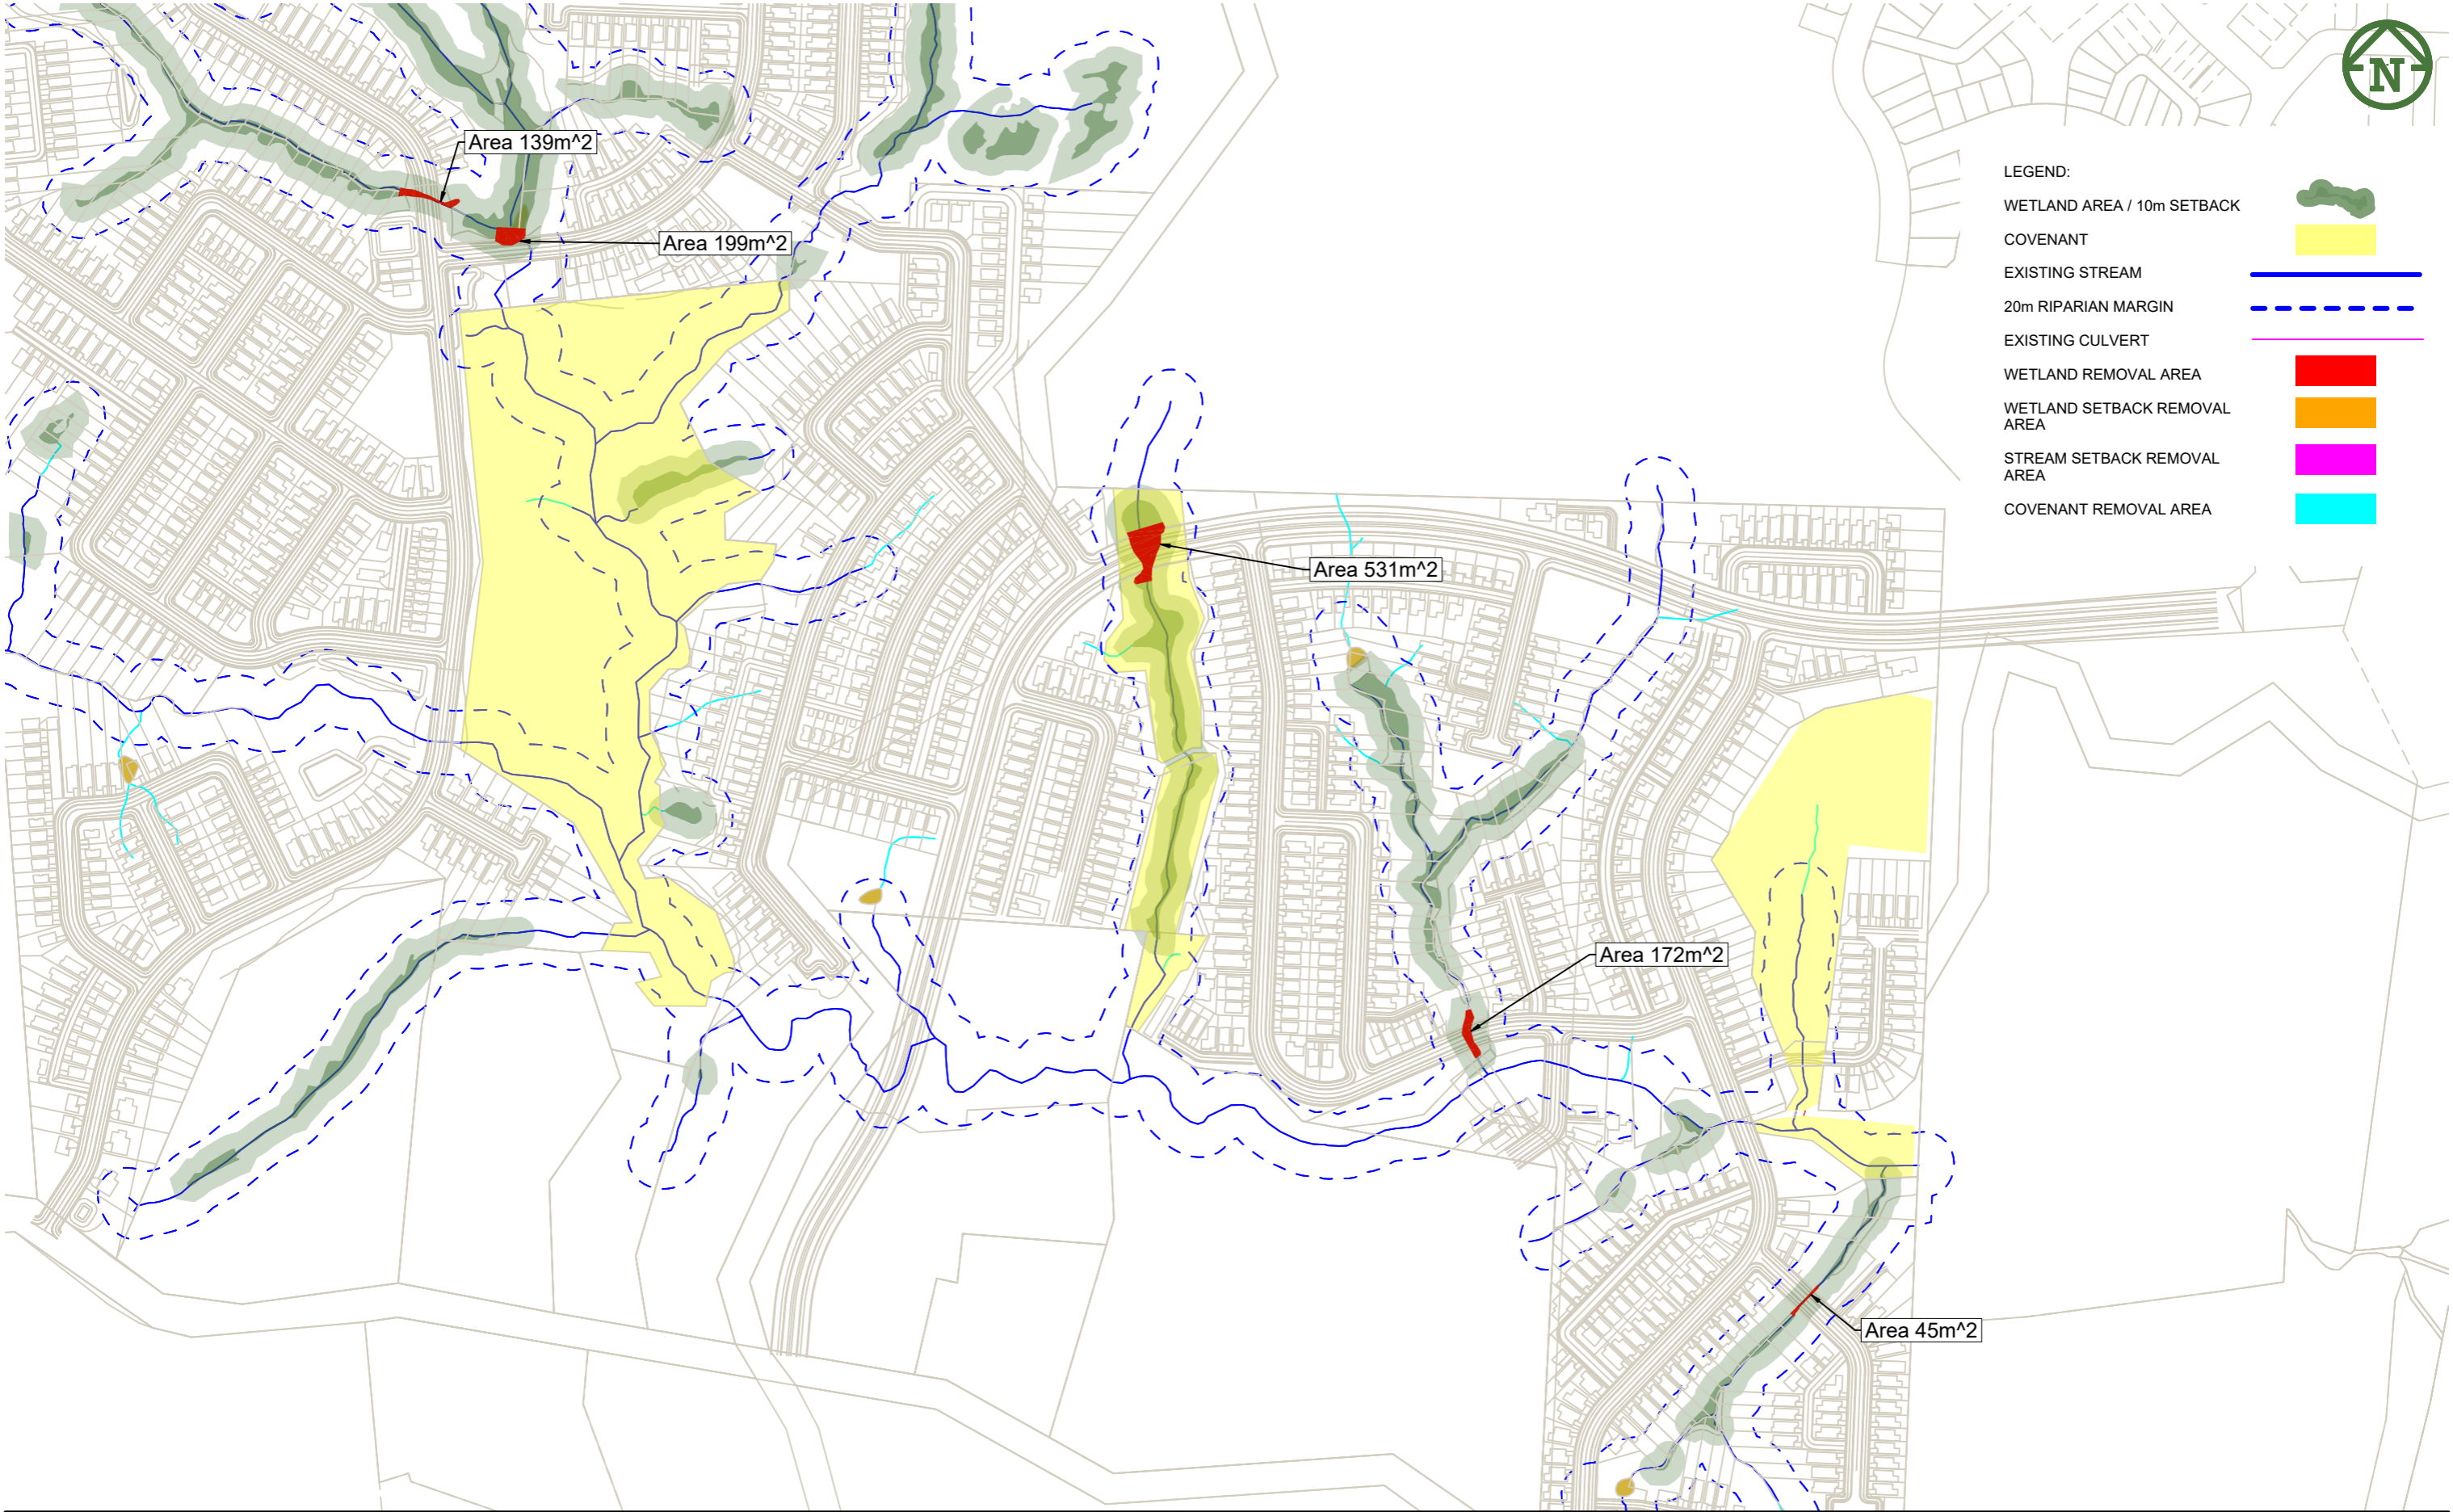 N
LEGEND:
WETLAND AREA / 10m SETBACK
COVENANT
EXISTING STREAM
20m RIPARIAN MARGIN
EXISTING CULVERT
WETLAND REMOVAL AREA
WETLAND SETBACK REMOVAL
AREA
STREAM SETBACK REMOVAL
AREA
COVENANT REMOVAL AREA
Area 139m^2
Area 199m^2
Area 531m^2
Area 172m^2
Area 45m^2